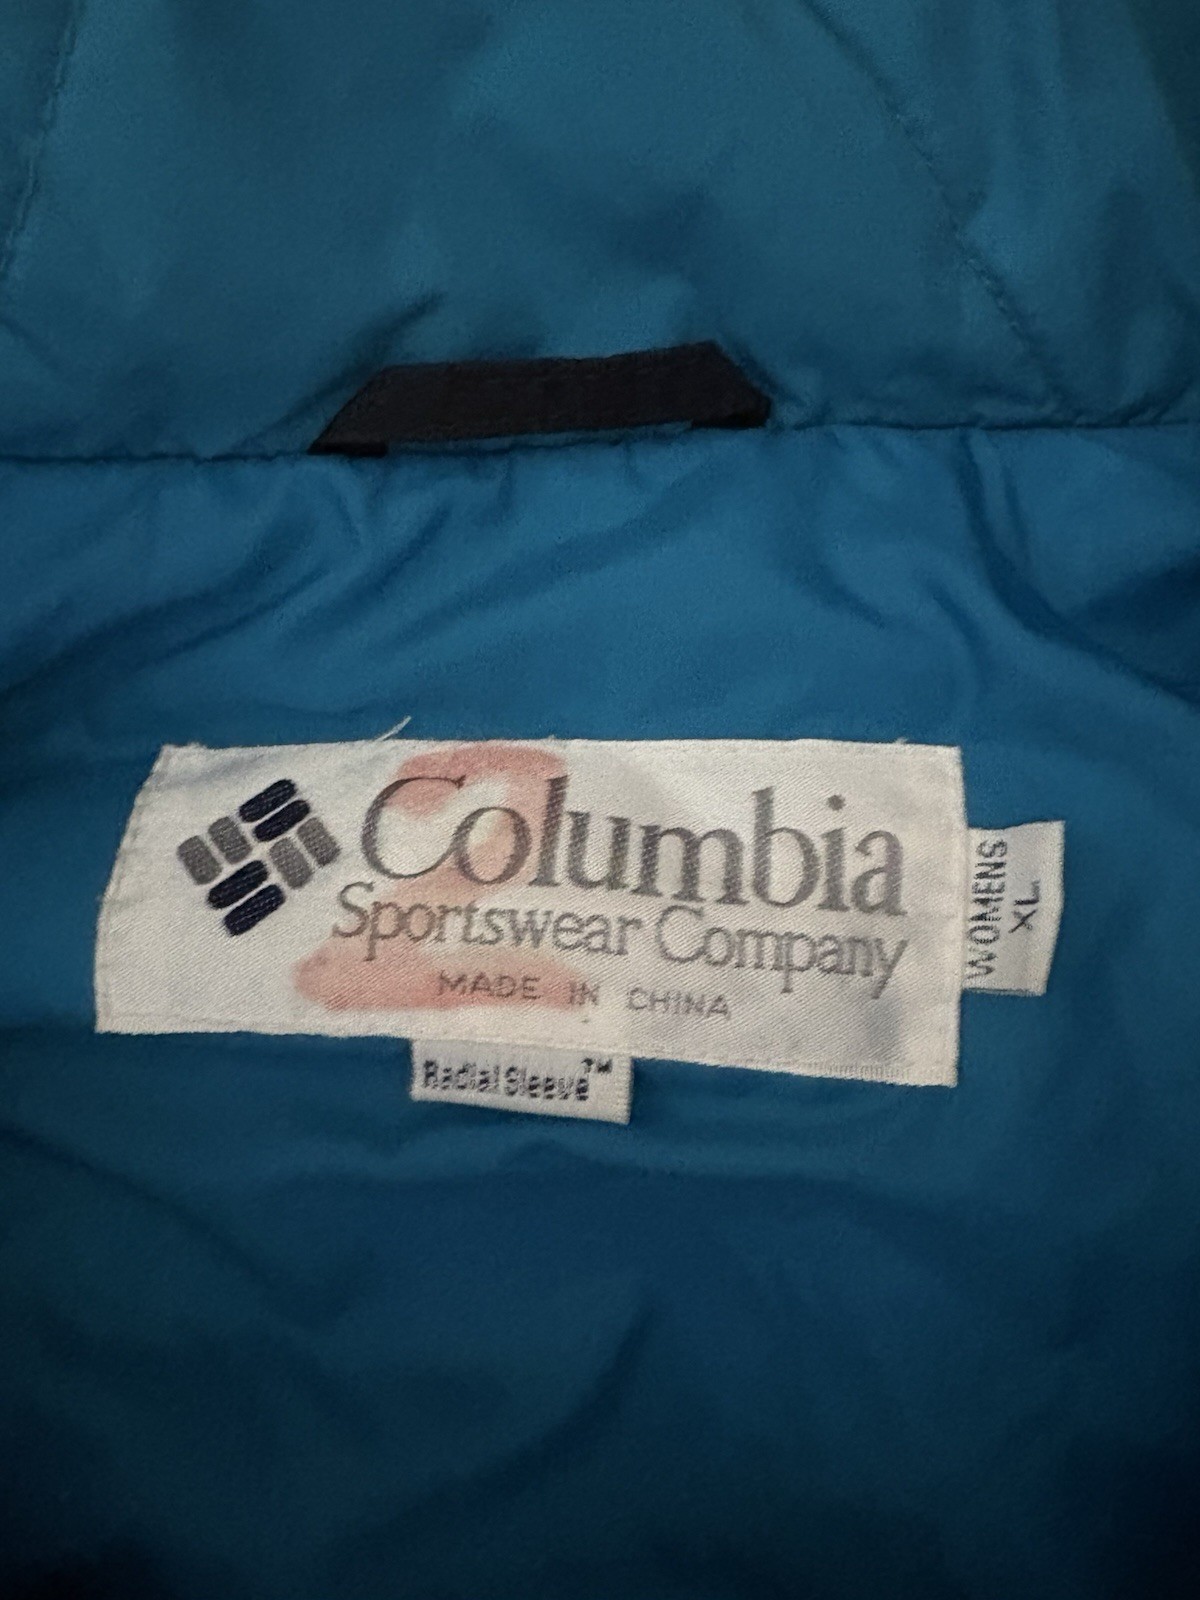 Columbia
Sportswear Company
MADE IN CHINA
WOMENS
XL
Radial Sleeve™